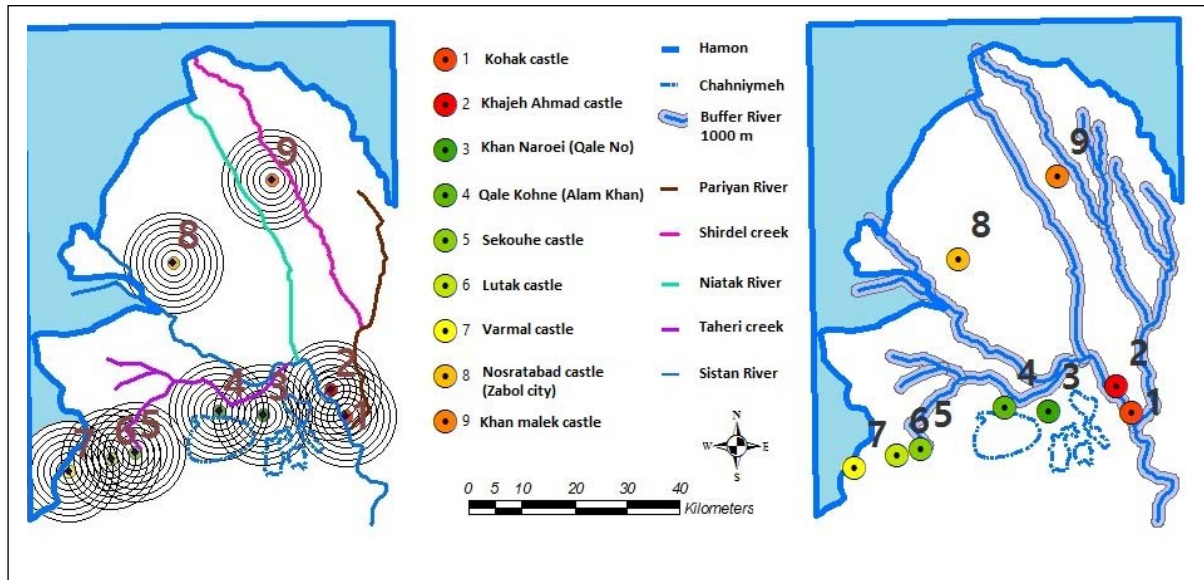 9
8
2
4
3
1
5
6
7
1 Kohak castle
2 Khajeh Ahmad castle
3 Khan Naroei (Qale No)
4 Qale Kohne (Alam Khan)
5 Sekouhe castle
6 Lutak castle
7 Varmal castle
8 Nosratabad castle
(Zabol city)
9 Khan malek castle
Hamon
Chahniymeh
Buffer River
1000 m
Pariyan River
Shirdel creek
Niatak River
Taheri creek
Sistan River
N
W E
S
0 5 10 20 30 40
Kilometers
9
8
2
4
3
1
5
6
7